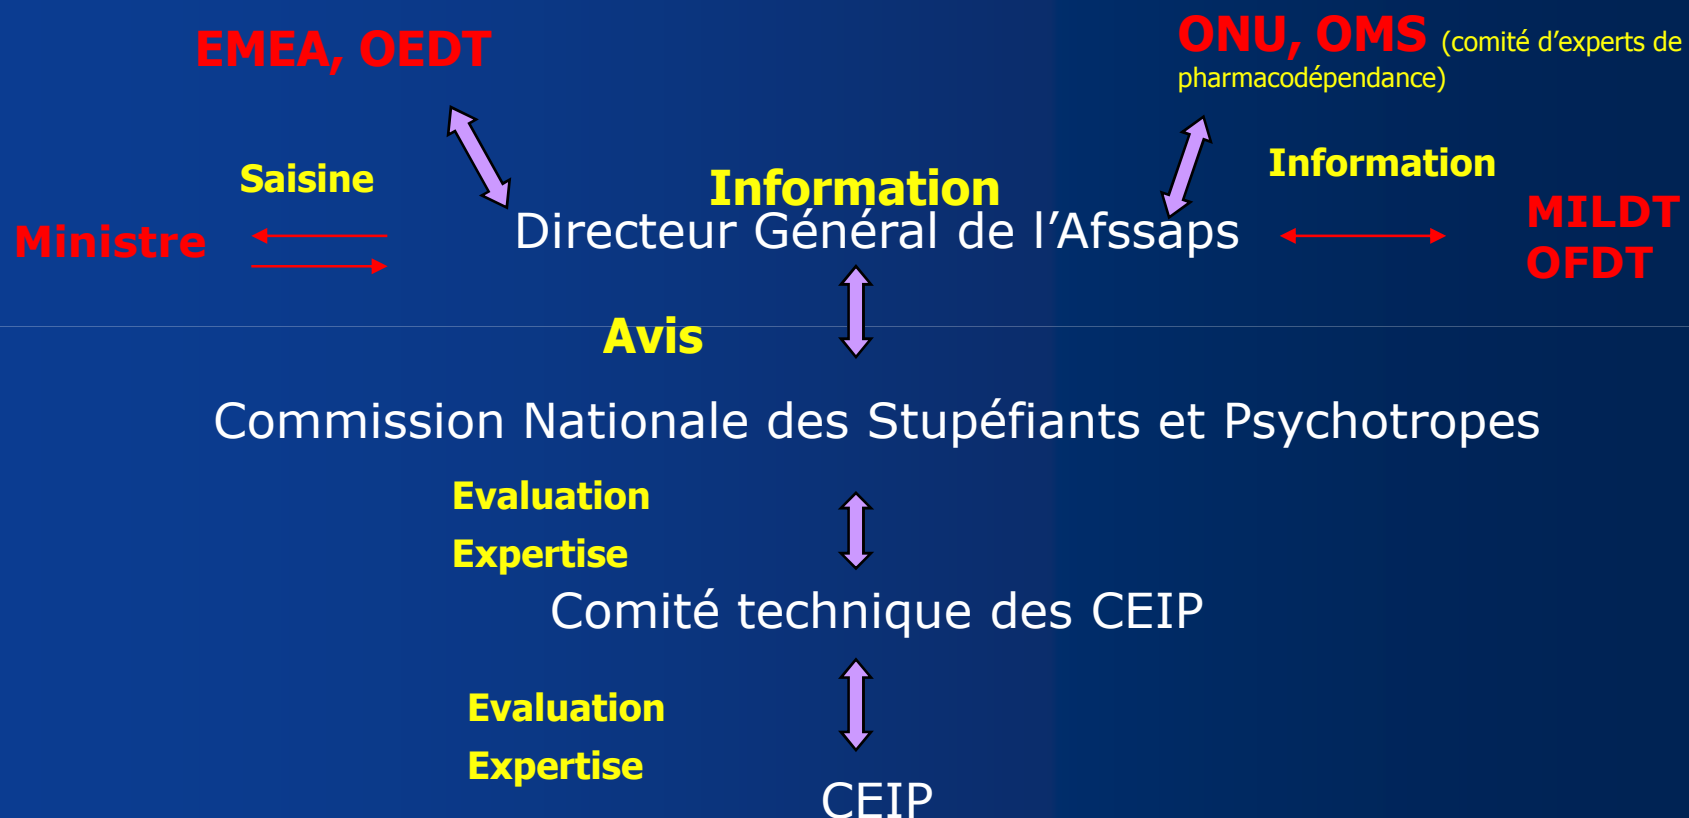 EMEA, OEDT
ONU, OMS (comité d’experts de
pharmacodépendance)
Saisine
Information
Information
Ministre
Directeur Général de l’Afssaps
MILDT
OFDT
Avis
Commission Nationale des Stupéfiants et Psychotropes
Evaluation
Expertise
Comité technique des CEIP
Evaluation
Expertise
CEIP